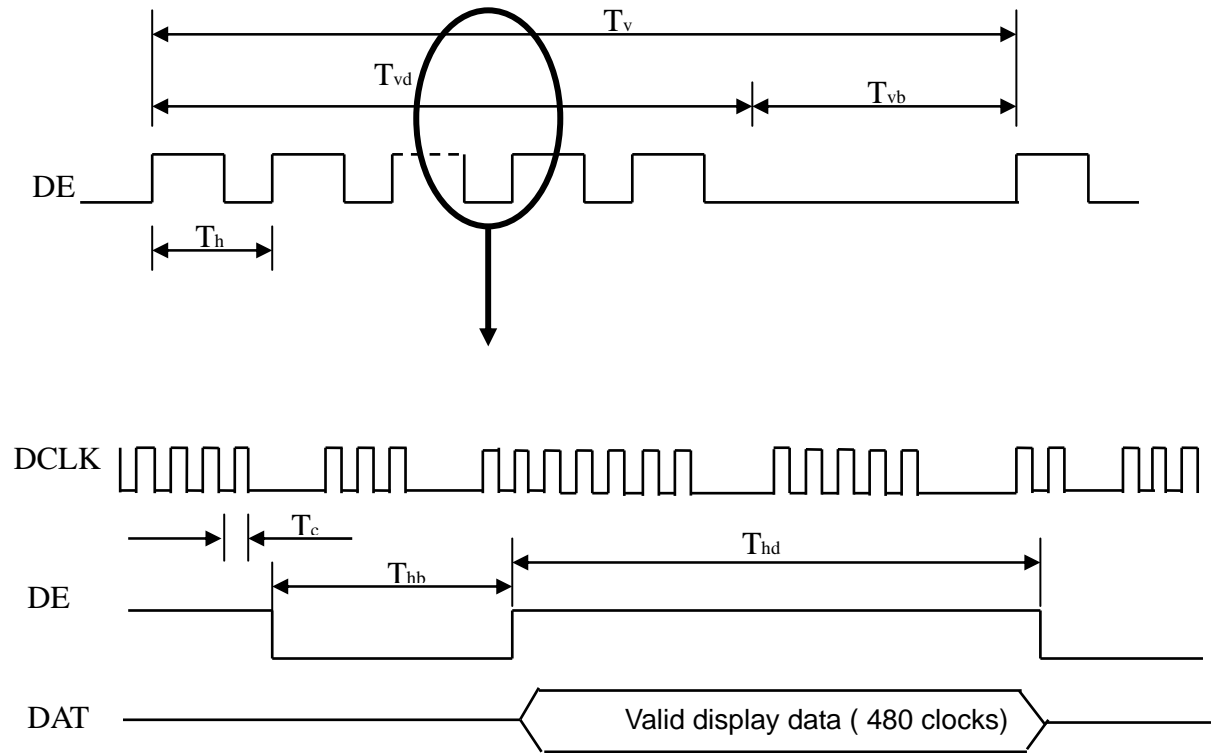 Tv
Tvd
Tvb
DE
Th
DCLK
Tc
Thd
Thb
DE
DAT
Valid display data ( 480 clocks)